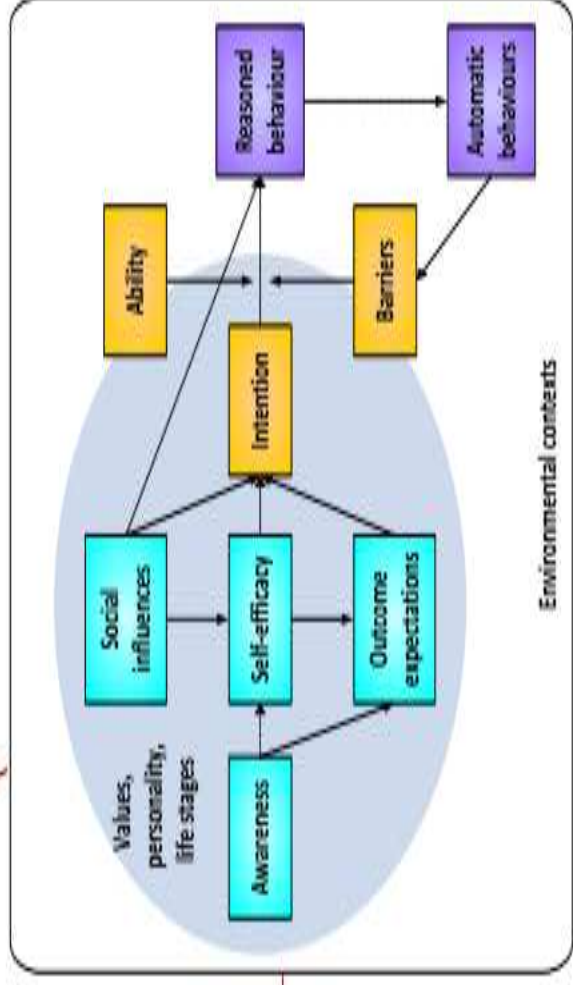 Values,
personality,
life stages
Awareness
Social
influences
Self-efficacy
Outcome
expectations
Intention
Ability
Barriers
Reasoned
behaviour
Automatic
behaviours
Environmental contexts